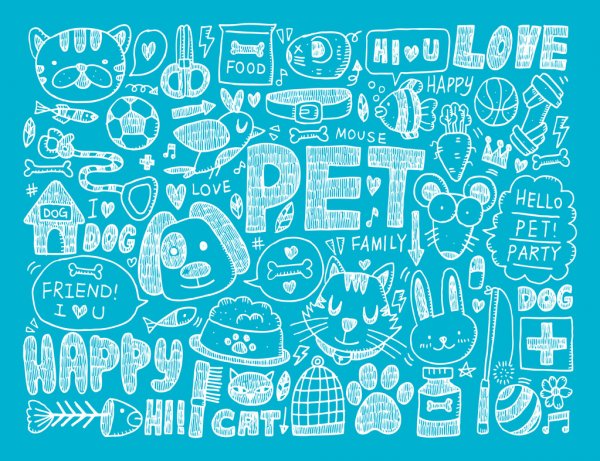 FOOD
HI ♥ U
LOVE
HAPPY
MOUSE
PET
LOVE
DOG
I ♥
DOG
#
#
FAMILY
HELLO
PET!
PARTY
FRIEND!
I ♥ U
DOG
HAPPY
HI!!
CAT